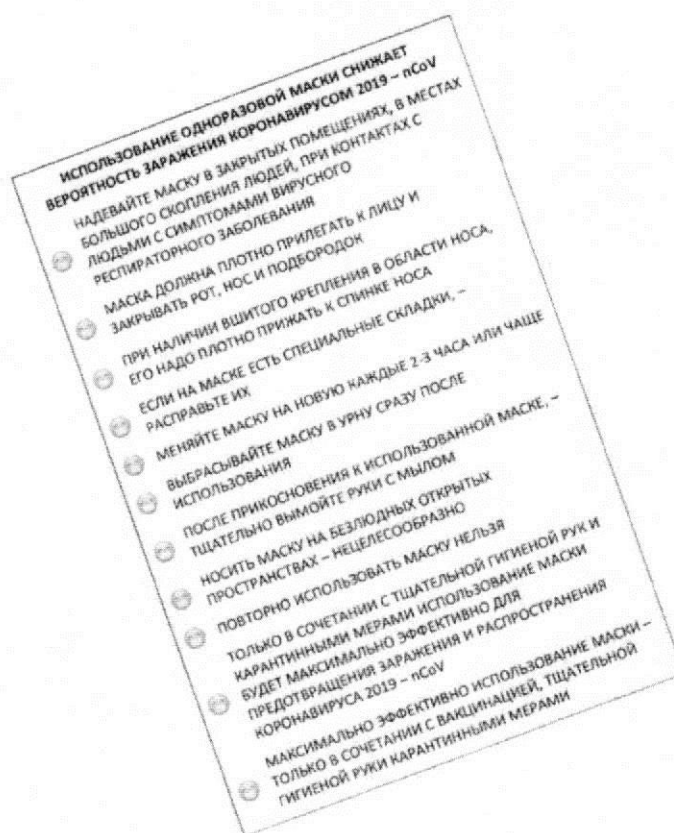 ИСПОЛЬЗОВАНИЕ ОДНОРАЗОВОЙ МАСКИ СНИЖАЕТ
ВЕРОЯТНОСТЬ ЗАРАЖЕНИЯ КОРОНАВИРУСОМ 2019 – nCoV
НАДЕВАЙТЕ МАСКУ В ЗАКРЫТЫХ ПОМЕЩЕНИЯХ, В МЕСТАХ
БОЛЬШОГО СКОПЛЕНИЯ ЛЮДЕЙ, ПРИ КОНТАКТАХ С
ЛЮДЬМИ С СИМПТОМАМИ ВИРУСНОГО
РЕСПИРАТОРНОГО ЗАБОЛЕВАНИЯ
МАСКА ДОЛЖНА ПЛОТНО ПРИЛЕГАТЬ К ЛИЦУ И
ЗАКРЫВАТЬ РОТ, НОС И ПОДБОРОДОК
ПРИ НАЛИЧИИ ВШИТОГО КРЕПЛЕНИЯ В ОБЛАСТИ НОСА,
ЕГО НАДО ПЛОТНО ПРИЖАТЬ К СПИНКЕ НОСА
ЕСЛИ НА МАСКЕ ЕСТЬ СПЕЦИАЛЬНЫЕ СКЛАДКИ, –
РАСПРАВЬТЕ ИХ
МЕНЯЙТЕ МАСКУ НА НОВУЮ КАЖДЫЕ 2-3 ЧАСА ИЛИ ЧАЩЕ
ВЫБРАСЫВАЙТЕ МАСКУ В УРНУ СРАЗУ ПОСЛЕ
ИСПОЛЬЗОВАНИЯ
ПОСЛЕ ПРИКОСНОВЕНИЯ К ИСПОЛЬЗОВАННОЙ МАСКЕ, –
ТЩАТЕЛЬНО ВЫМОЙТЕ РУКИ С МЫЛОМ
НОСИТЬ МАСКУ НА БЕЗЛЮДНЫХ ОТКРЫТЫХ
ПРОСТРАНСТВАХ – НЕЦЕЛЕСООБРАЗНО
ПОВТОРНО ИСПОЛЬЗОВАТЬ МАСКУ НЕЛЬЗЯ
ТОЛЬКО В СОЧЕТАНИИ С ТЩАТЕЛЬНОЙ ГИГИЕНОЙ РУК И
КАРАНТИННЫМИ МЕРАМИ ИСПОЛЬЗОВАНИЕ МАСКИ
БУДЕТ МАКСИМАЛЬНО ЭФФЕКТИВНО ДЛЯ
ПРЕДОТВРАЩЕНИЯ ЗАРАЖЕНИЯ И РАСПРОСТРАНЕНИЯ
КОРОНАВИРУСА 2019 – nCoV
МАКСИМАЛЬНО ЭФФЕКТИВНО ИСПОЛЬЗОВАНИЕ МАСКИ –
ТОЛЬКО В СОЧЕТАНИИ С ВАКЦИНАЦИЕЙ, ТЩАТЕЛЬНОЙ
ГИГИЕНОЙ РУКИ КАРАНТИННЫМИ МЕРАМИ